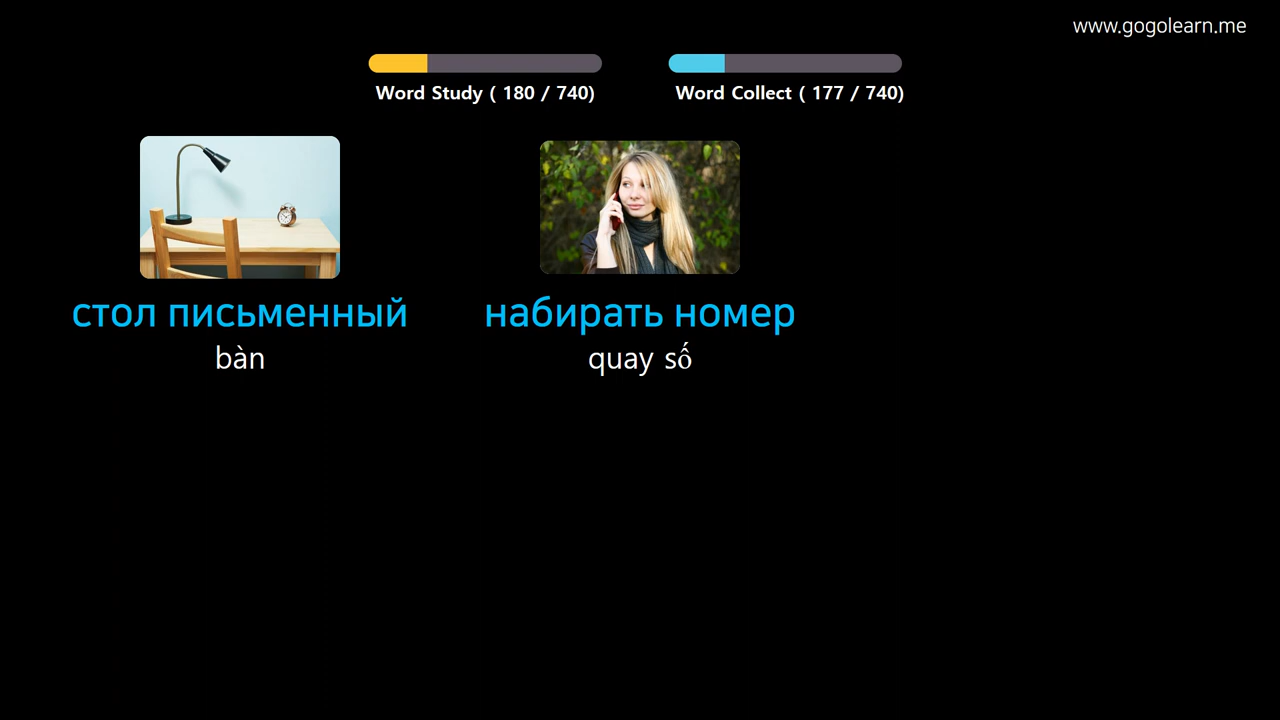 www.gogolearn.me
Word Study ( 180 / 740)
Word Collect ( 177 / 740)
стол письменный
bàn
набирать номер
quay số